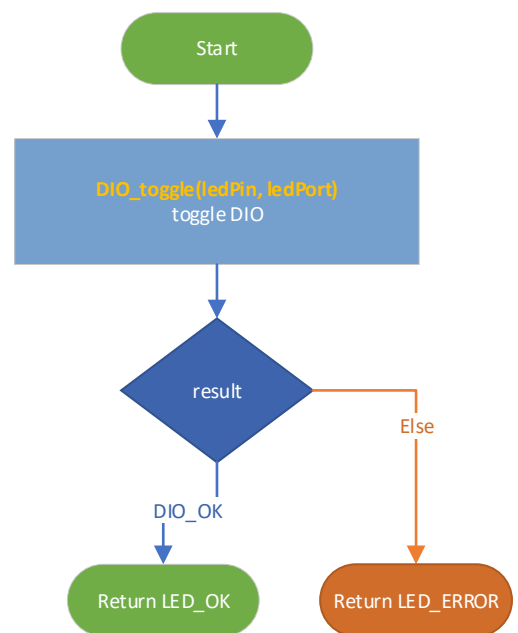 Start
DIO_toggle(ledPin, ledPort)
toggle DIO
result
Else
DIO_OK
Return LED_OK
Return LED_ERROR